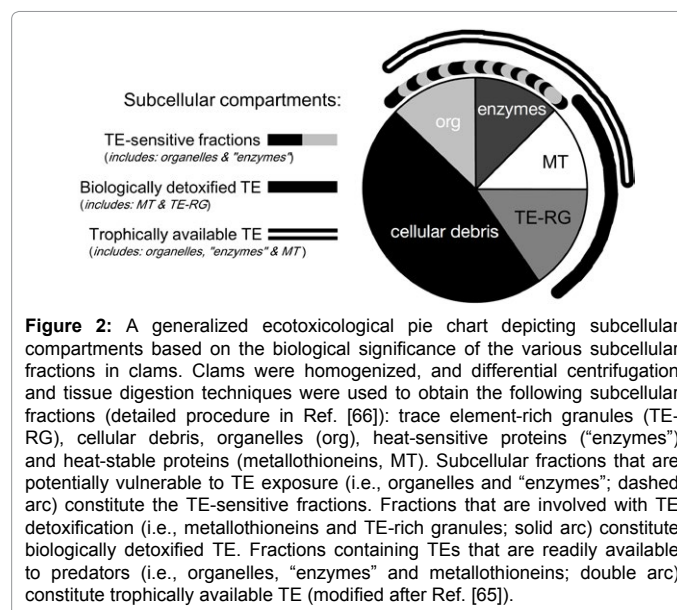 Subcellular compartments:
TE-sensitive fractions
(includes: organelles & "enzymes")
Biologically detoxified TE
(includes: MT & TE-RG)
Trophically available TE
(includes: organelles, "enzymes" & MT)
org
enzymes
MT
TE-RG
cellular debris
Figure 2: A generalized ecotoxicological pie chart depicting subcellular
compartments based on the biological significance of the various subcellular
fractions in clams. Clams were homogenized, and differential centrifugation
and tissue digestion techniques were used to obtain the following subcellular
fractions (detailed procedure in Ref. [66]): trace element-rich granules (TE-
RG), cellular debris, organelles (org), heat-sensitive proteins (“enzymes”)
and heat-stable proteins (metallothioneins, MT). Subcellular fractions that are
potentially vulnerable to TE exposure (i.e., organelles and “enzymes”; dashed
arc) constitute the TE-sensitive fractions. Fractions that are involved with TE
detoxification (i.e., metallothioneins and TE-rich granules; solid arc) constitute
biologically detoxified TE. Fractions containing TEs that are readily available
to predators (i.e., organelles, “enzymes” and metallothioneins; double arc)
constitute trophically available TE (modified after Ref. [65]).